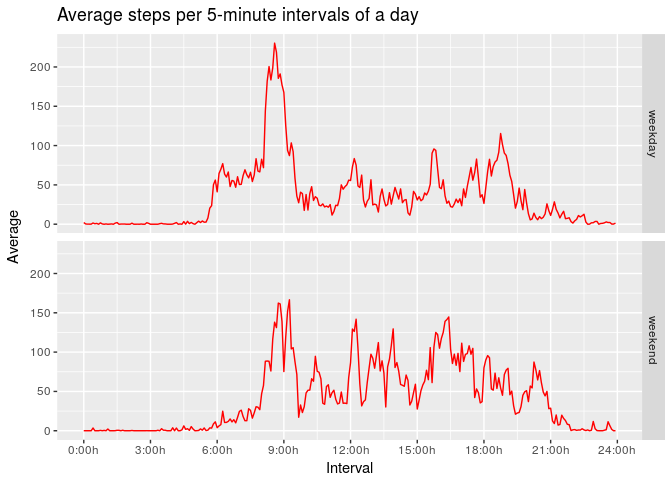 Average steps per 5-minute intervals of a day
Average
200
150
100
50
0
weekday
200
150
100
50
0
weekend
0:00h 3:00h 6:00h 9:00h 12:00h 15:00h 18:00h 21:00h 24:00h
Interval